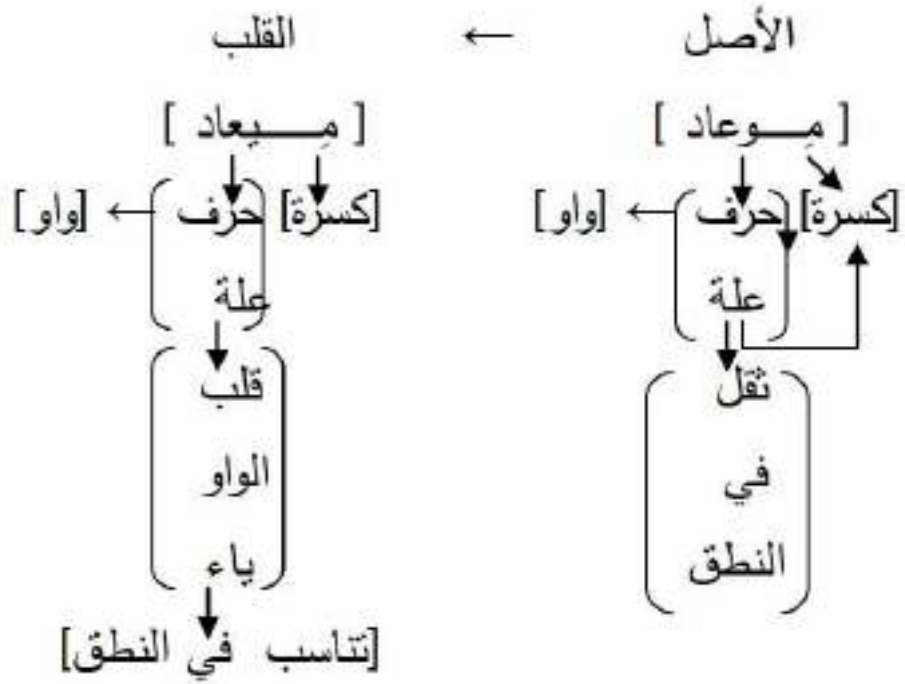 الأصل ← القلب
[ مِـــوعاد ] [ مِـــيعاد ]
[كسرة] (حرف ← [واو] [كسرة] (حرف ← [واو]
علة) علة)
(ثقل (قلب
في الواو
النطق) ياء)
[تناسب في النطق]